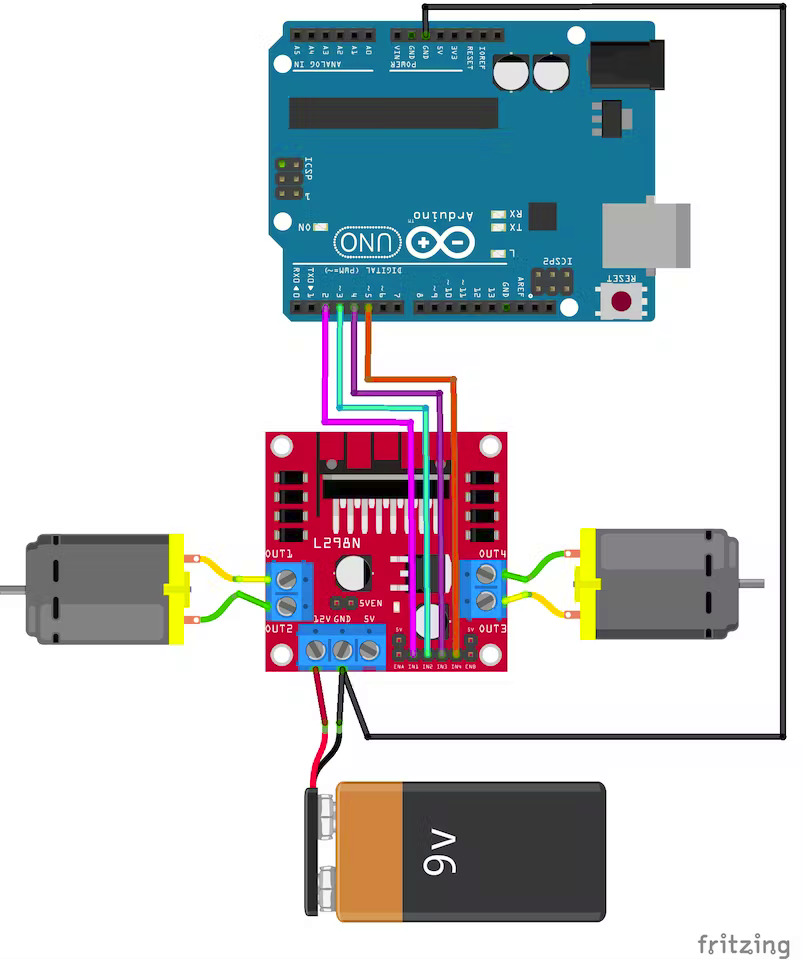 A5 A4 A3 A2 A1 A0
ANALOG IN
VIN GND GND 5V 3V3 RESET IOREF
POWER
ICSP
1
ON
UNO
Arduino
TM
RX
TX
L
ICSP2
RESET
RX0 0
TX0 1
2
~3
4
~5
~6
7
DIGITAL (PWM=~)
8
~9
~10
~11
12
13
GND
AREF
L298N
OUT1
OUT2
OUT4
OUT3
5VEN
12V GND 5V
5V
5V
ENA IN1 IN2 IN3 IN4 ENB
9v
fritzing